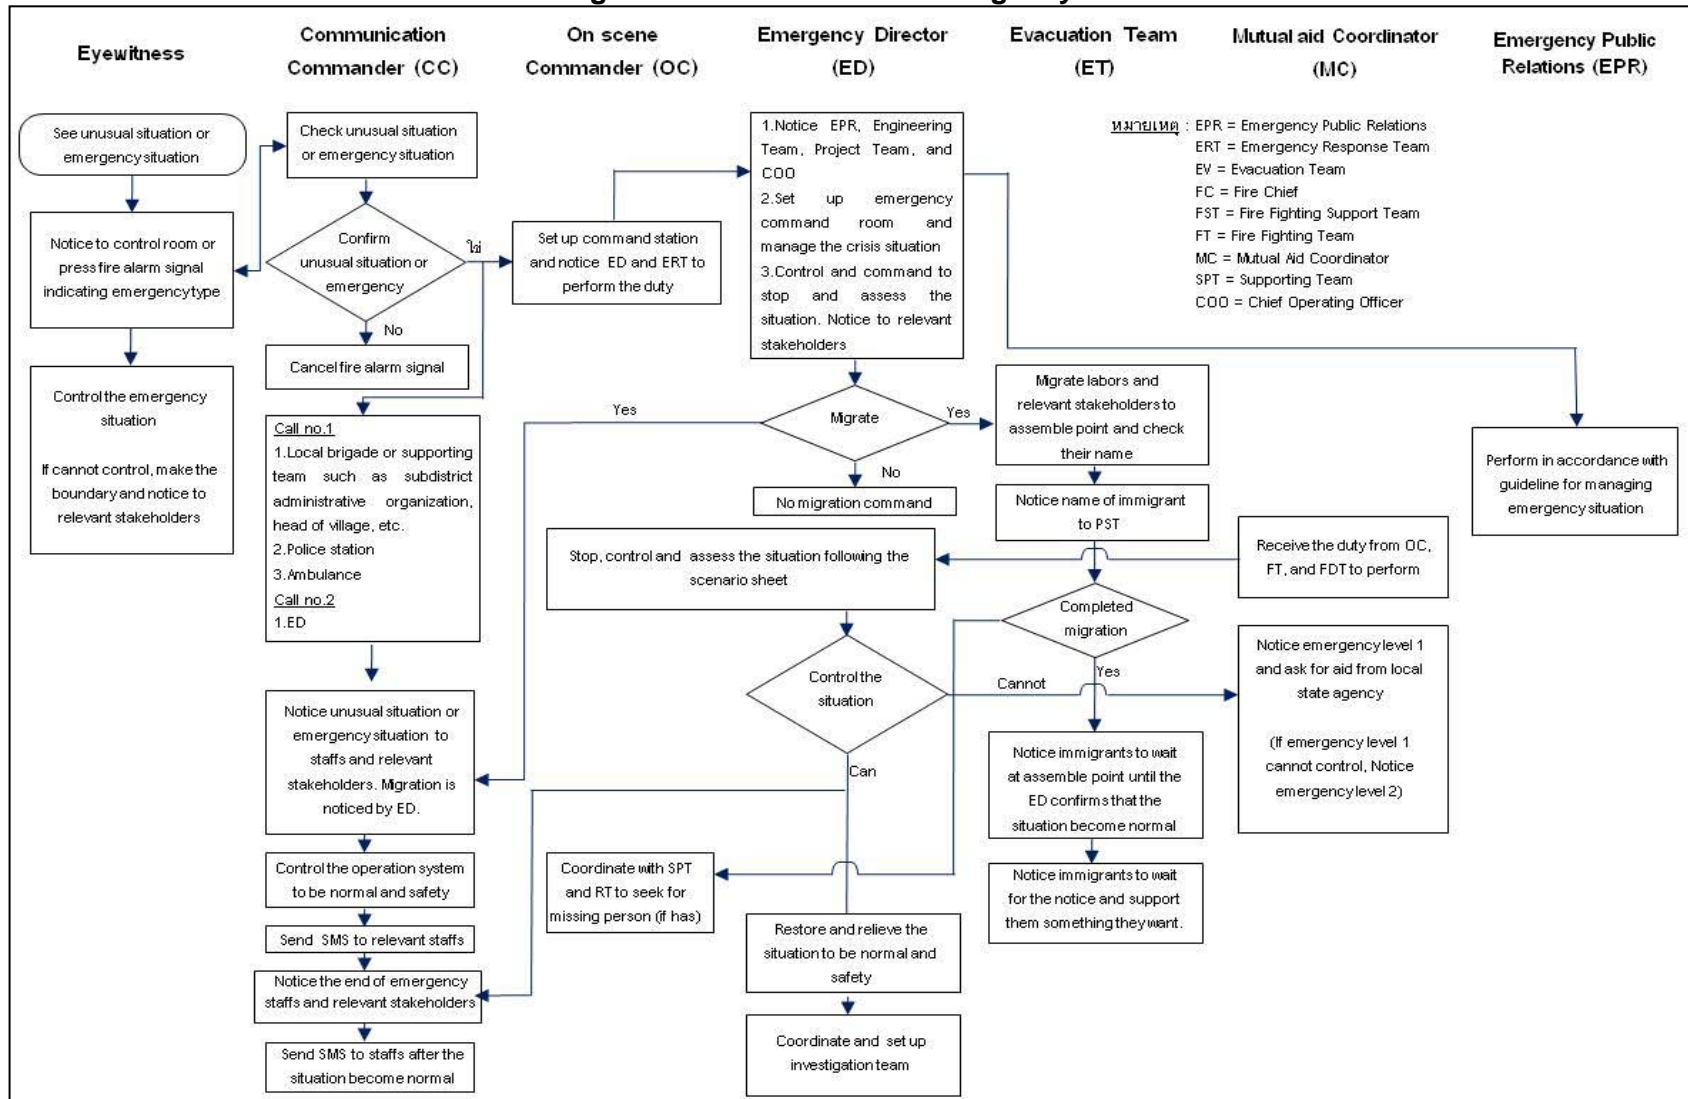 Eyewitness
Communication
Commander (CC)
On scene
Commander (OC)
Emergency Director
(ED)
Evacuation Team
(ET)
Mutual aid Coordinator
(MC)
Emergency Public
Relations (EPR)
See unusual situation or
emergency situation
Notice to control room or
press fire alarm signal
indicating emergency type
Control the emergency
situation
If cannot control, make the
boundary and notice to
relevant stakeholders
Check unusual situation
or emergency situation
Confirm
unusual situation or
emergency
ใช่
No
Cancel fire alarm signal
Call no.1
1.Local brigade or supporting
team such as subdistrict
administrative organization,
head of village, etc.
2.Police station
3.Ambulance
Call no.2
1.ED
Notice unusual situation or
emergency situation to
staffs and relevant
stakeholders. Migration is
noticed by ED.
Control the operation system
to be normal and safety
Send SMS to relevant staffs
Notice the end of emergency
staffs and relevant stakeholders
Send SMS to staffs after the
situation become normal
Set up command station
and notice ED and ERT to
perform the duty
1.Notice EPR, Engineering
Team, Project Team, and
COO
2.Set up emergency
command room and
manage the crisis situation
3.Control and command to
stop and assess the
situation. Notice to relevant
stakeholders
Yes
Migrate
Yes
No
No migration command
Stop, control and assess the situation following the
scenario sheet
Control the
situation
Cannot
Can
Coordinate with SPT
and RT to seek for
missing person (if has)
Restore and relieve the
situation to be normal and
safety
Coordinate and set up
investigation team
Migrate labors and
relevant stakeholders to
assemble point and check
their name
Notice name of immigrant
to PST
Completed
migration
Yes
Notice immigrants to wait
at assemble point until the
ED confirms that the
situation become normal
Notice immigrants to wait
for the notice and support
them something they want.
หมายเหตุ : EPR = Emergency Public Relations
ERT = Emergency Response Team
EV = Evacuation Team
FC = Fire Chief
FST = Fire Fighting Support Team
FT = Fire Fighting Team
MC = Mutual Aid Coordinator
SPT = Supporting Team
COO = Chief Operating Officer
Receive the duty from OC,
FT, and FDT to perform
Notice emergency level 1
and ask for aid from local
state agency
(If emergency level 1
cannot control, Notice
emergency level 2)
Perform in accordance with
guideline for managing
emergency situation